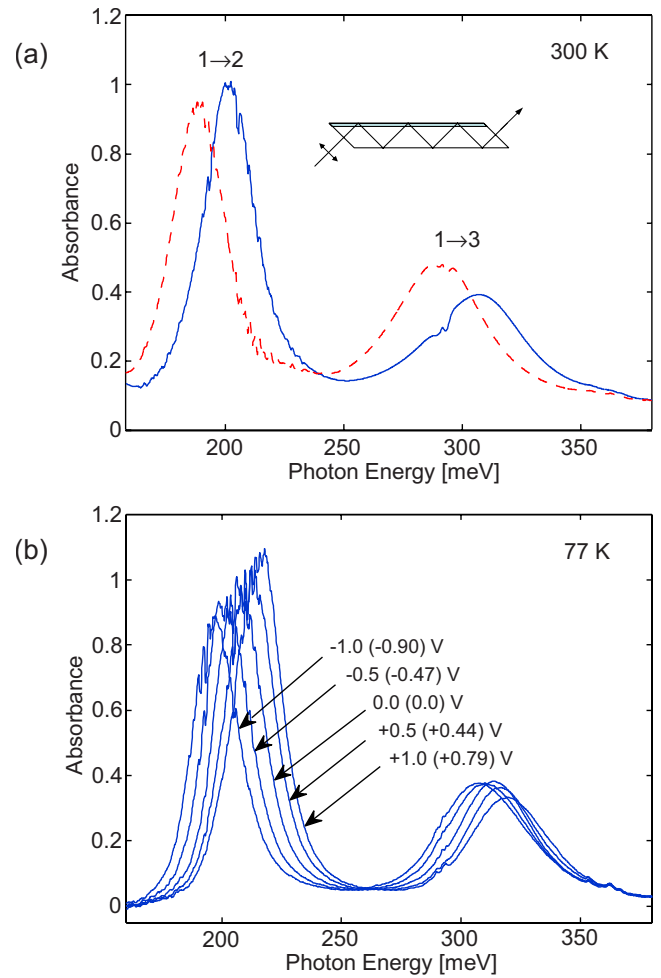 (a)
1→2
300 K
1→3
Absorbance
1.2
1
0.8
0.6
0.4
0.2
0
200 250 300 350
Photon Energy [meV]
(b)
77 K
-1.0 (-0.90) V
-0.5 (-0.47) V
0.0 (0.0) V
+0.5 (+0.44) V
+1.0 (+0.79) V
Absorbance
1.2
1
0.8
0.6
0.4
0.2
0
200 250 300 350
Photon Energy [meV]